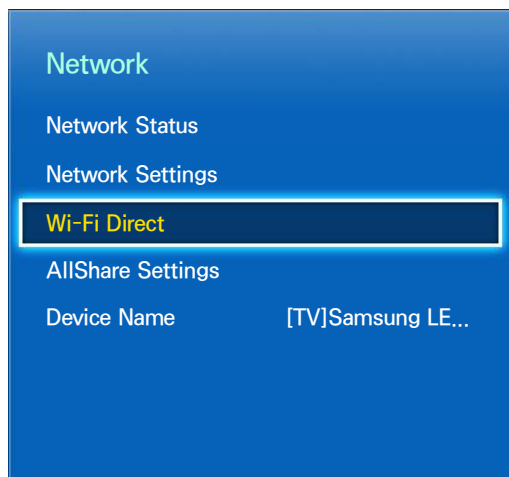 Network
Network Status
Network Settings
Wi-Fi Direct
AllShare Settings
Device Name [TV]Samsung LE...